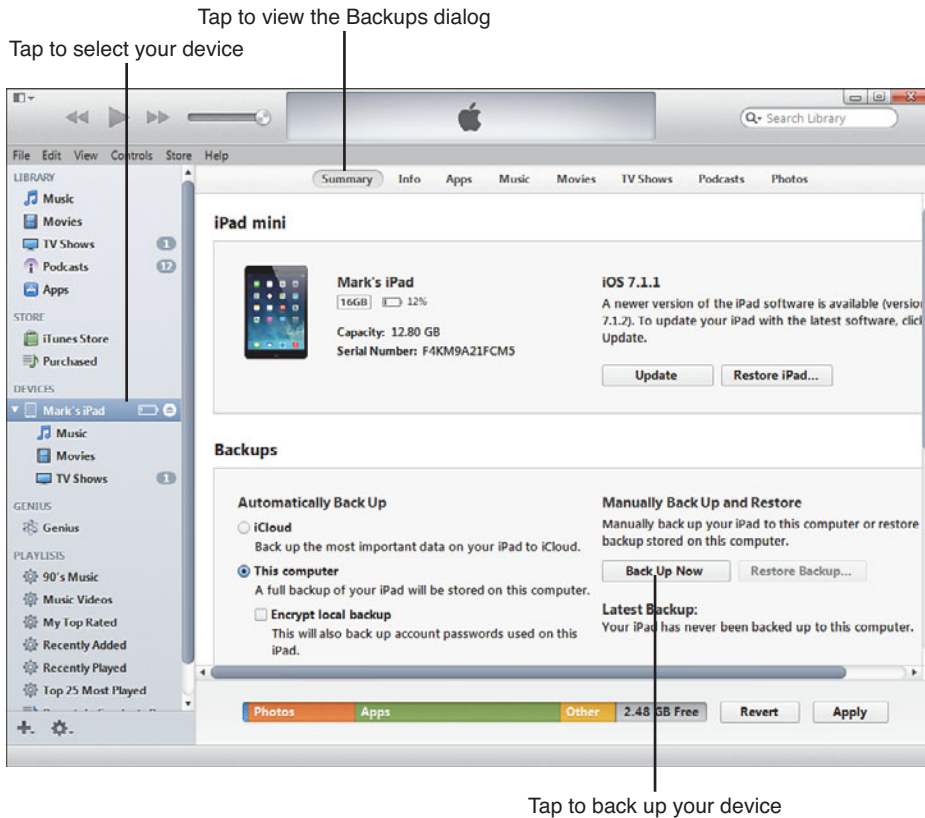 Tap to view the Backups dialog
Tap to select your device
Search Library
File Edit View Controls Store Help
LIBRARY
Music
Movies
TV Shows 1
Podcasts 12
Apps
STORE
iTunes Store
Purchased
DEVICES
Mark's iPad
Music
Movies
TV Shows 1
GENIUS
Genius
PLAYLISTS
90's Music
Music Videos
My Top Rated
Recently Added
Recently Played
Top 25 Most Played
Summary Info Apps Music Movies TV Shows Podcasts Photos
iPad mini
Mark's iPad
16GB 12%
Capacity: 12.80 GB
Serial Number: F4KM9A21FCM5
iOS 7.1.1
A newer version of the iPad software is available (version
7.1.2). To update your iPad with the latest software, click
Update.
Update Restore iPad...
Backups
Automatically Back Up
iCloud
Back up the most important data on your iPad to iCloud.
This computer
A full backup of your iPad will be stored on this computer.
Encrypt local backup
This will also back up account passwords used on this
iPad.
Manually Back Up and Restore
Manually back up your iPad to this computer or restore
backup stored on this computer.
Back Up Now Restore Backup...
Latest Backup:
Your iPad has never been backed up to this computer.
Photos Apps Other 2.48 GB Free Revert Apply
Tap to back up your device